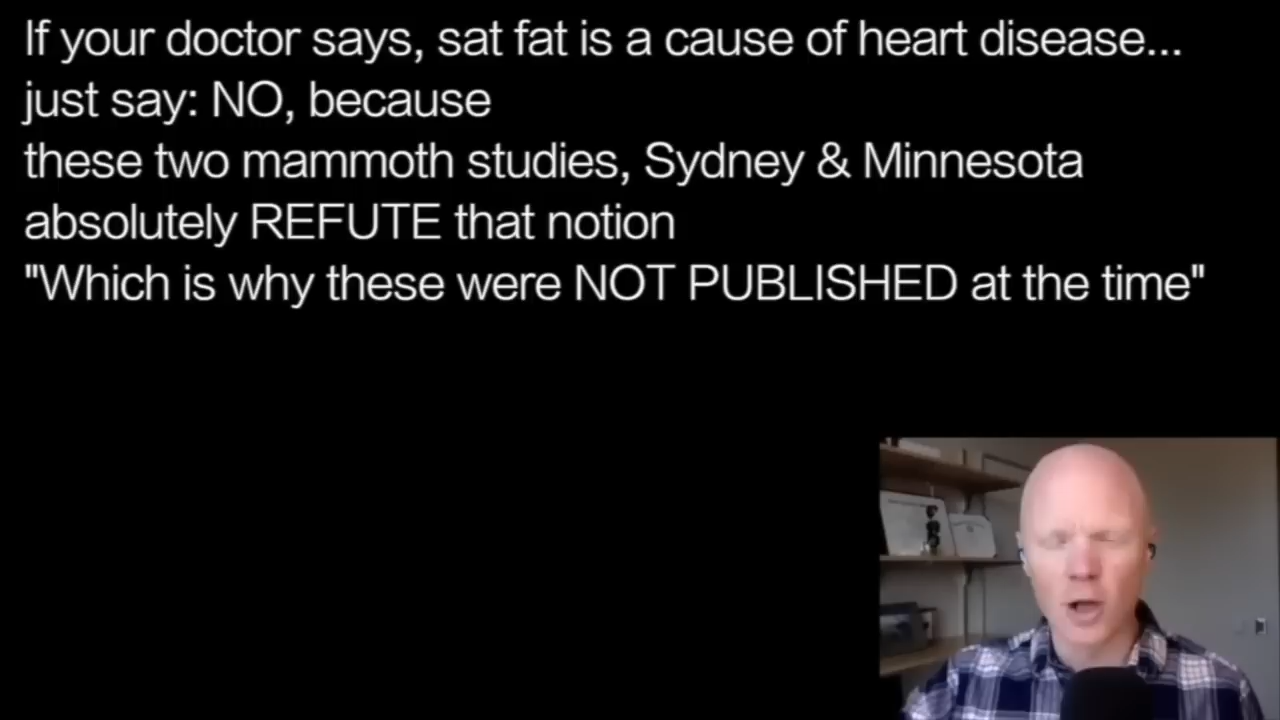 If your doctor says, sat fat is a cause of heart disease...
just say: NO, because
these two mammoth studies, Sydney & Minnesota
absolutely REFUTE that notion
"Which is why these were NOT PUBLISHED at the time"